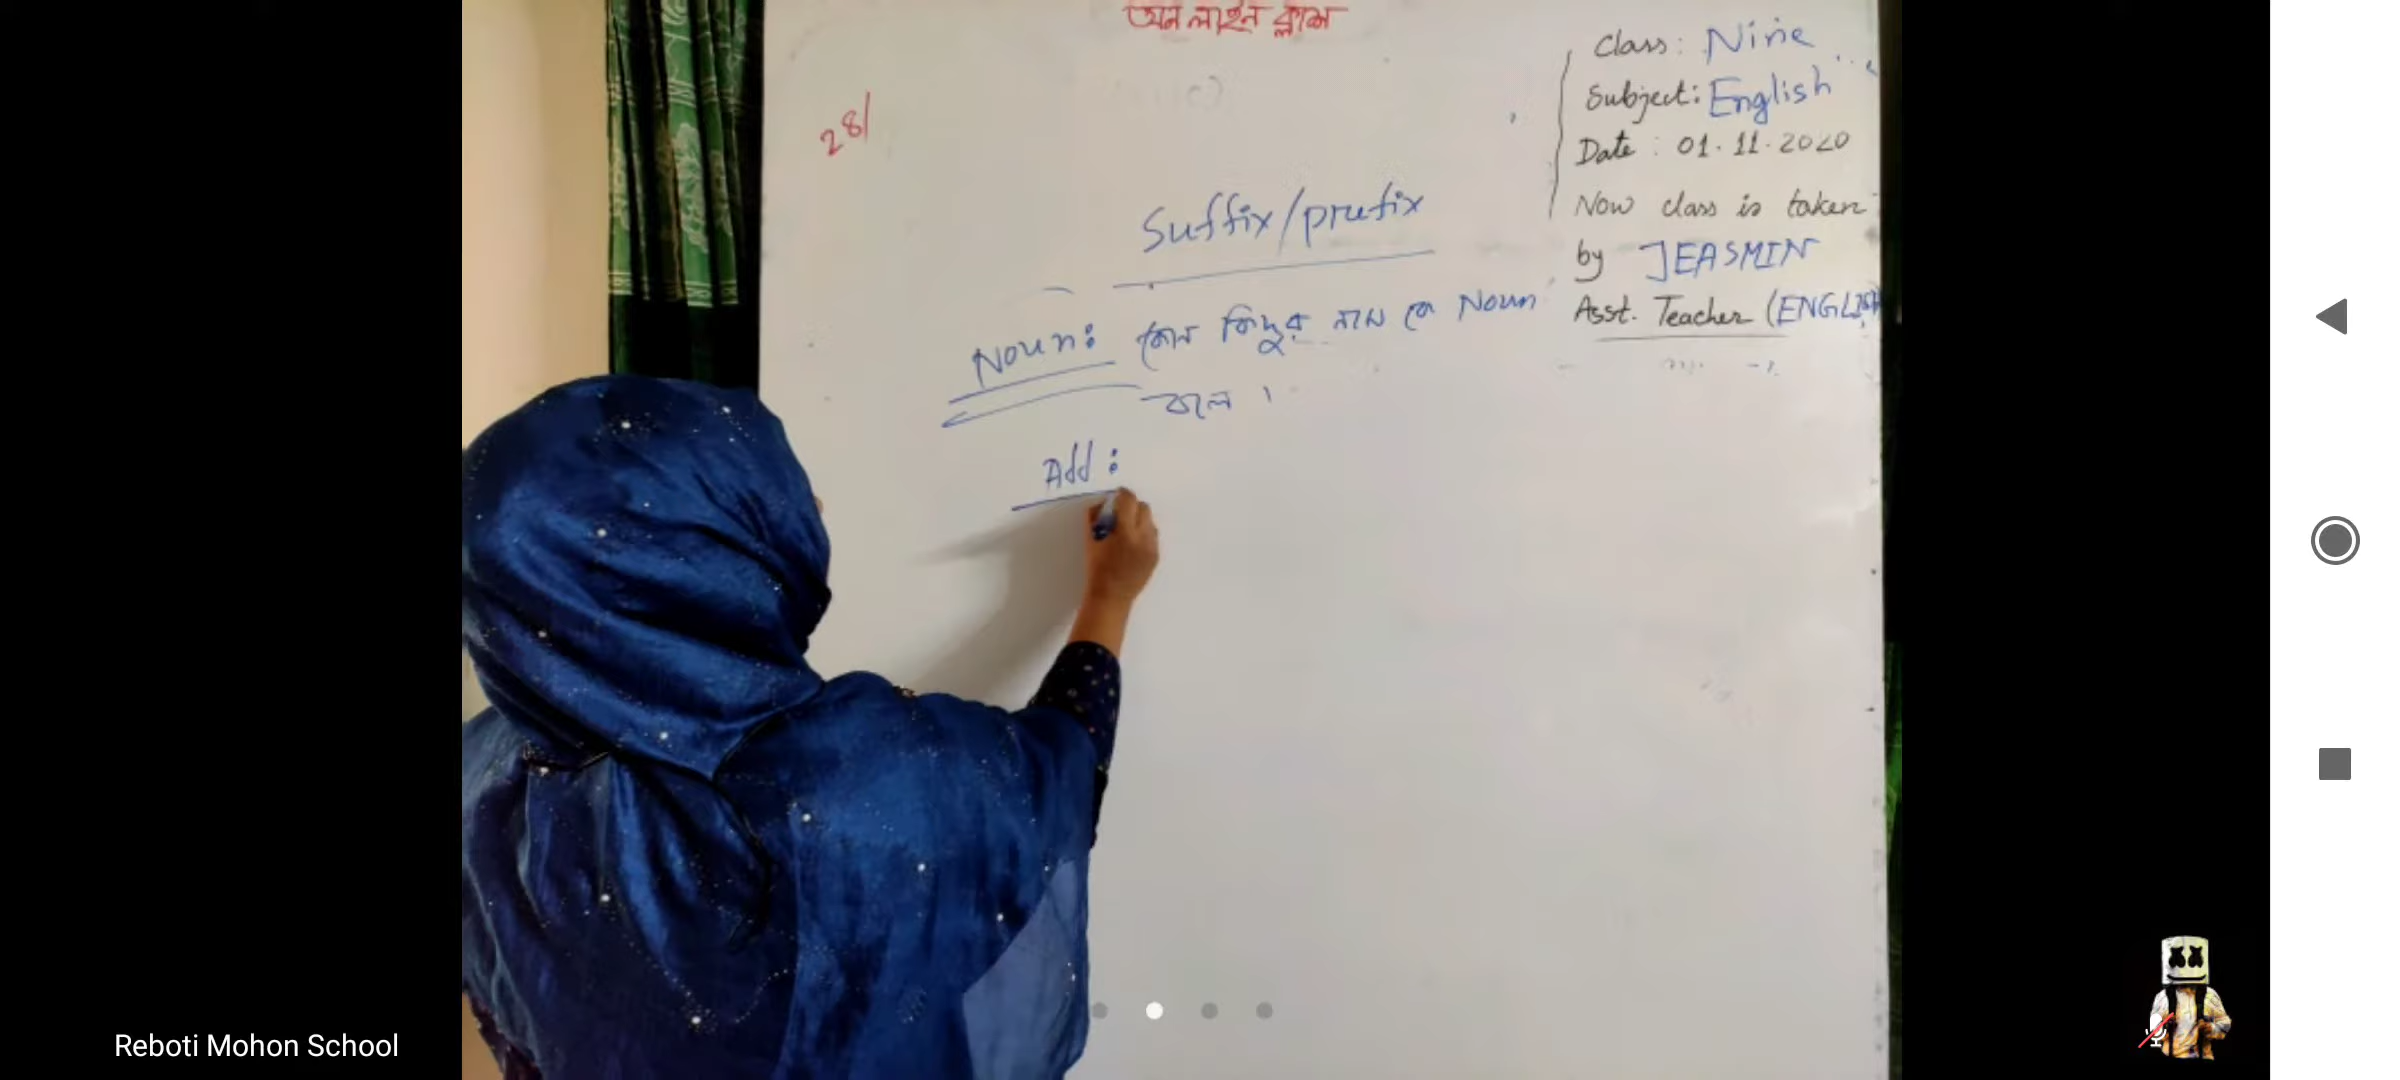 অন লাইন ক্লাশ
Class: Nine
Subject: English
Date: 01.11.2020
Now class is taken
by JEASMIN
Asst. Teacher (ENGLISH
28/
Suffix/prefix
Noun: কোন কিছুর নাম কে Noun
বলে।
Add:
Reboti Mohon School